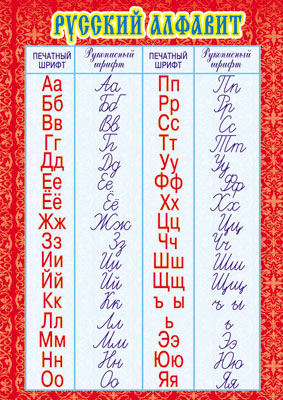 РУССКИЙ АЛФАВИТ
ПЕЧАТНЫЙ Рукописный ПЕЧАТНЫЙ Рукописный
ШРИФТ шрифт ШРИФТ шрифт
Аа Аа Пп Пп
Бб Бб Рр Рр
Вв Вв Сс Сс
Гг Гг Тт Тт
Дд Дд Уу Уу
Ее Ее Фф Фф
Ёё Ёё Хх Хх
Жж Жж Цц Цц
Зз Зз Чч Чч
Ии Ии Шш Шш
Йй Йй Щщ Щщ
Кк Кк ъ ы ъ ы
Лл Лл ь ь
Мм Мм Ээ Ээ
Нн Нн Юю Юю
Оо Оо Яя Яя